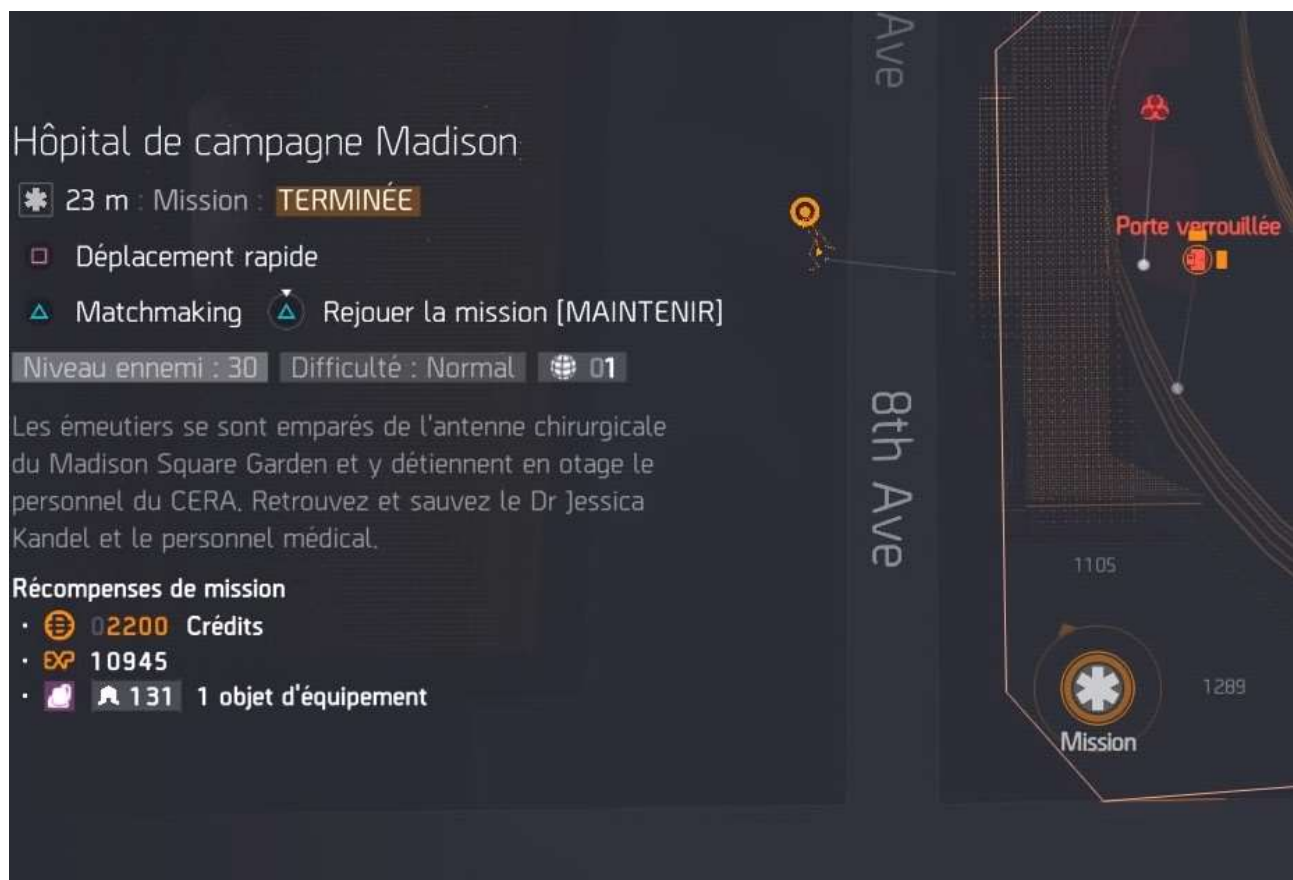 Hôpital de campagne Madison
23 m : Mission : TERMINÉE
Déplacement rapide
Matchmaking Rejouer la mission [MAINTENIR]
Niveau ennemi : 30 Difficulté : Normal 01
Les émeutiers se sont emparés de l'antenne chirurgicale
du Madison Square Garden et y détiennent en otage le
personnel du CERA. Retrouvez et sauvez le Dr Jessica
Kandel et le personnel médical.
Récompenses de mission
· 02200 Crédits
· EXP 10945
· 131 1 objet d'équipement
Ave
8th Ave
Porte verrouillée
1105
1289
Mission